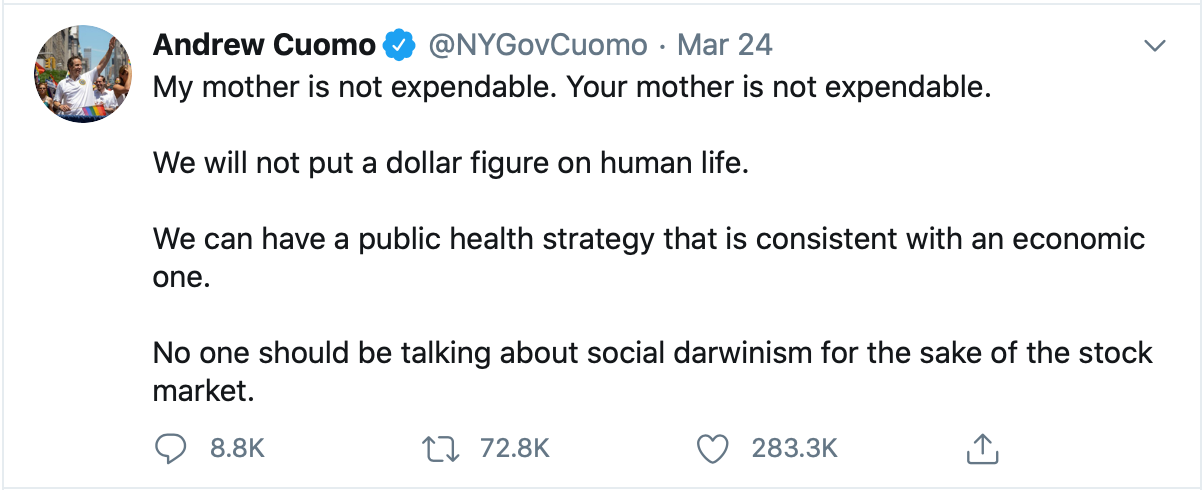 Andrew Cuomo @NYGovCuomo · Mar 24
My mother is not expendable. Your mother is not expendable.
We will not put a dollar figure on human life.
We can have a public health strategy that is consistent with an economic
one.
No one should be talking about social darwinism for the sake of the stock
market.
8.8K 72.8K 283.3K